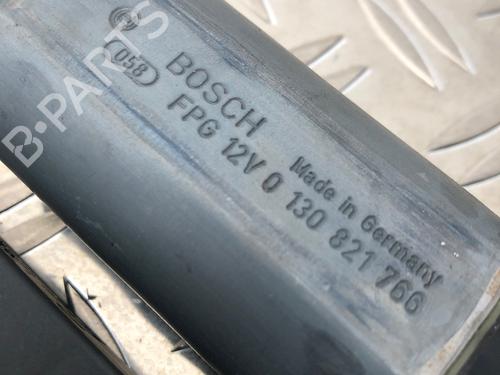 B-PARTS
058
BOSCH
FPG 12V 0 130 821 766
Made in Germany